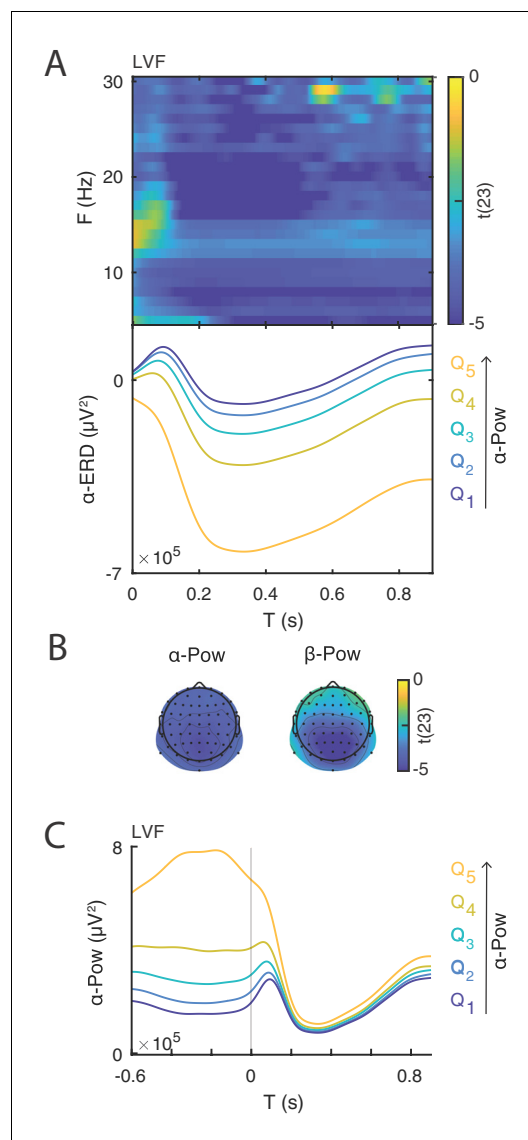 A
LVF
30
20
10
F (Hz)
0
-5
t(23)
0
-7
α-ERD (μV²)
× 10⁵
0 0.2 0.4 0.6 0.8
T (s)
Q₅
Q₄
Q₃
Q₂
Q₁
α-Pow
B
α-Pow β-Pow
0
-5
t(23)
C
LVF
8
0
α-Pow (μV²)
× 10⁵
-0.6 0 0.8
T (s)
Q₅
Q₄
Q₃
Q₂
Q₁
α-Pow